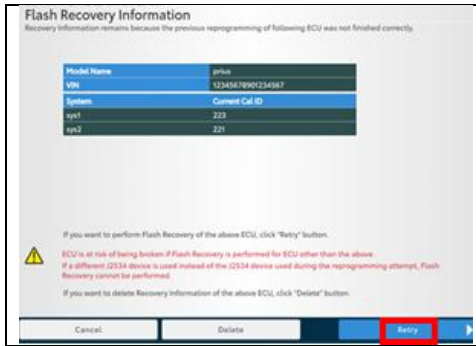 Flash Recovery Information
Recovery Information remains because the previous reprogramming of following ECU was not finished correctly.
Model Name prius
VIN 12345678901234567
System Current Cal.ID
sys1 223
sys2 221
If you want to perform Flash Recovery of the above ECU, click "Retry" button.
ECU is at risk of being broken if Flash Recovery is performed for ECU other than the above.
If a different J2534 device is used instead of the J2534 device used during the reprogramming attempt, Flash
Recovery cannot be performed.
If you want to delete Recovery Information of the above ECU, click "Delete" button.
Cancel Delete Retry